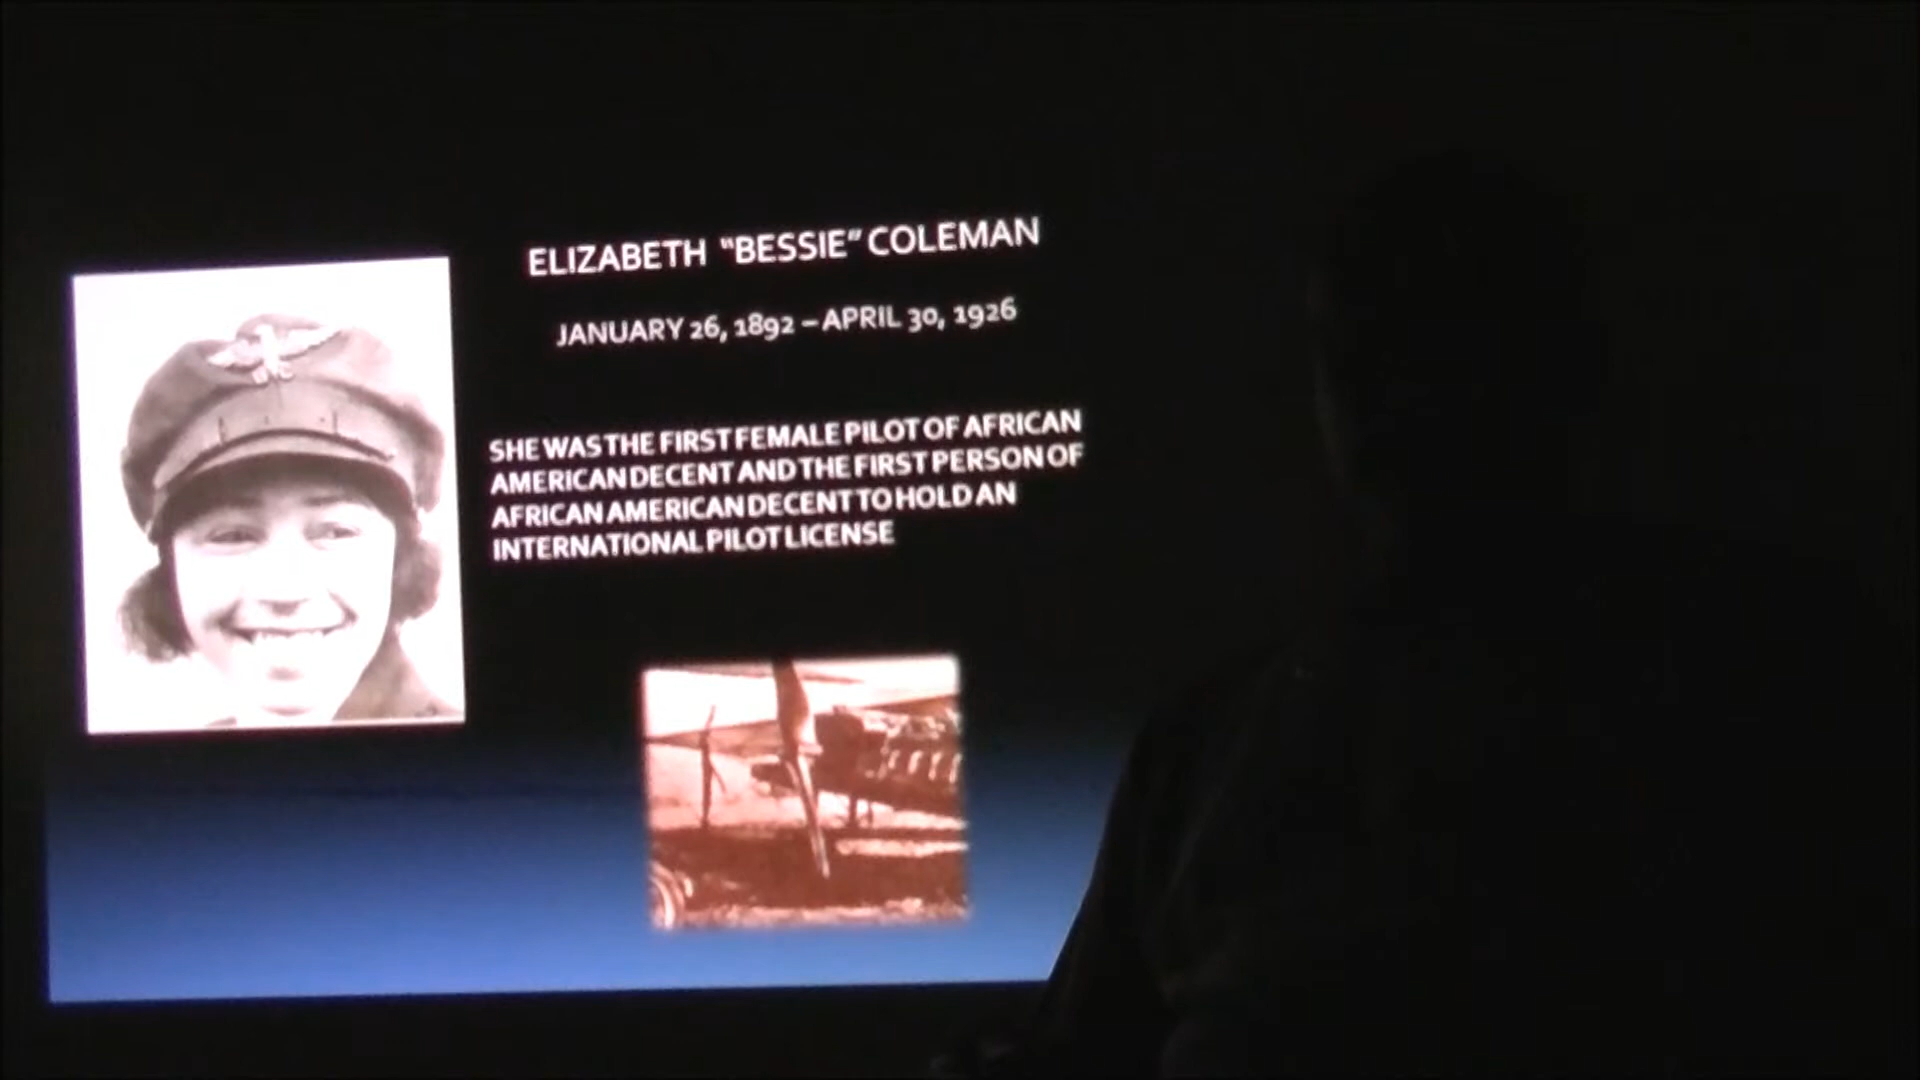 ELIZABETH "BESSIE" COLEMAN
JANUARY 26, 1892 – APRIL 30, 1926
SHE WAS THE FIRST FEMALE PILOT OF AFRICAN
AMERICAN DECENT AND THE FIRST PERSON OF
AFRICAN AMERICAN DECENT TO HOLD AN
INTERNATIONAL PILOT LICENSE